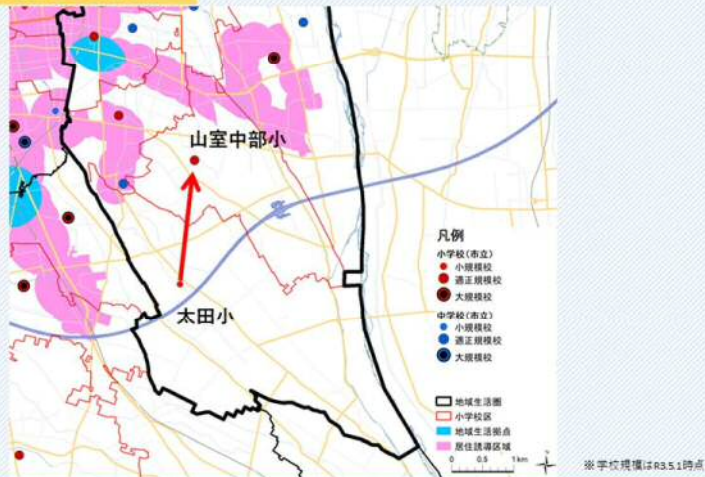 山室中部小
太田小
凡例
小学校(市立)
小規模校
適正規模校
大規模校
中学校(市立)
小規模校
適正規模校
大規模校
地域生活圏
小学校区
地域生活拠点
居住誘導区域
0 0.5 1km
※学校規模はR3.5.1時点